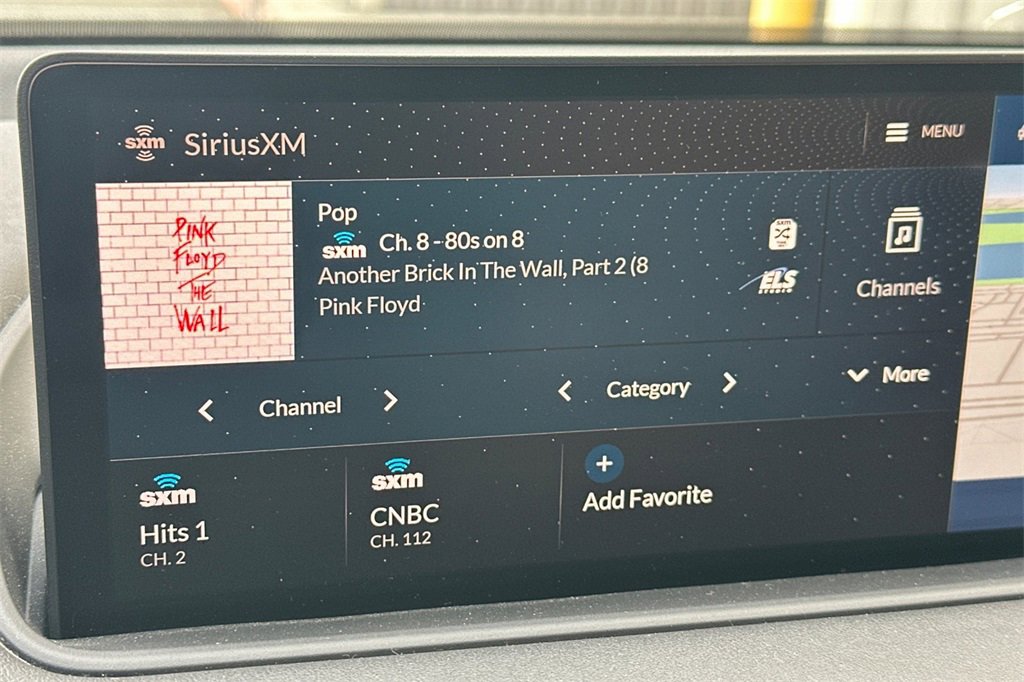 sxm SiriusXM
MENU
PINK
FLOYD
THE
WALL
Pop
sxm Ch. 8 - 80s on 8
Another Brick In The Wall, Part 2 (8
Pink Floyd
sxm
ELS
STUDIO
Channels
Channel
Category
More
sxm
Hits 1
CH. 2
sxm
CNBC
CH. 112
+
Add Favorite